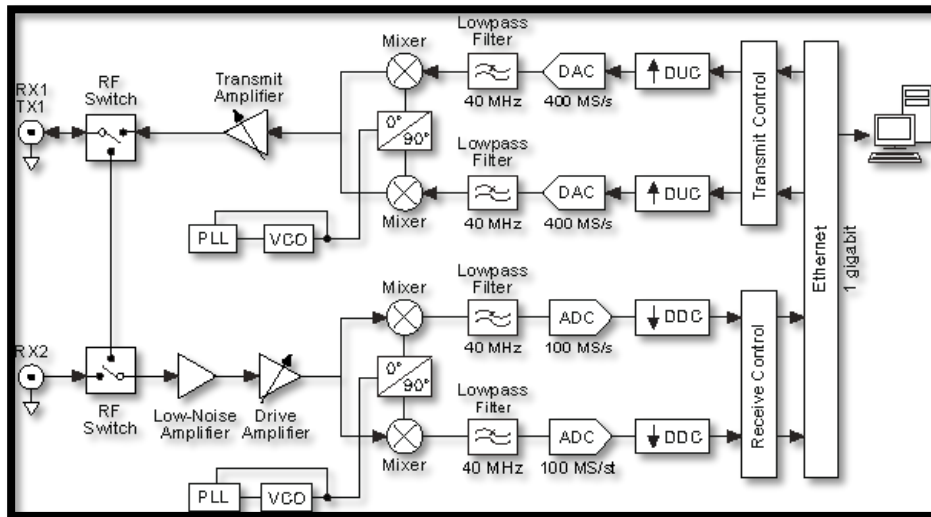 Lowpass
Filter
Mixer
DAC
DUC
40 MHz
400 MS/s
RX1
TX1
RF
Switch
Transmit
Amplifier
0°
90°
Transmit Control
Lowpass
Filter
DAC
DUC
Mixer
40 MHz
400 MS/s
PLL
VCO
Ethernet
1 gigabit
Lowpass
Filter
Mixer
ADC
DDC
40 MHz
100 MS/s
RX2
RF
Switch
Low-Noise
Amplifier
Drive
Amplifier
0°
90°
Receive Control
Lowpass
Filter
ADC
DDC
Mixer
40 MHz
100 MS/st
PLL
VCO